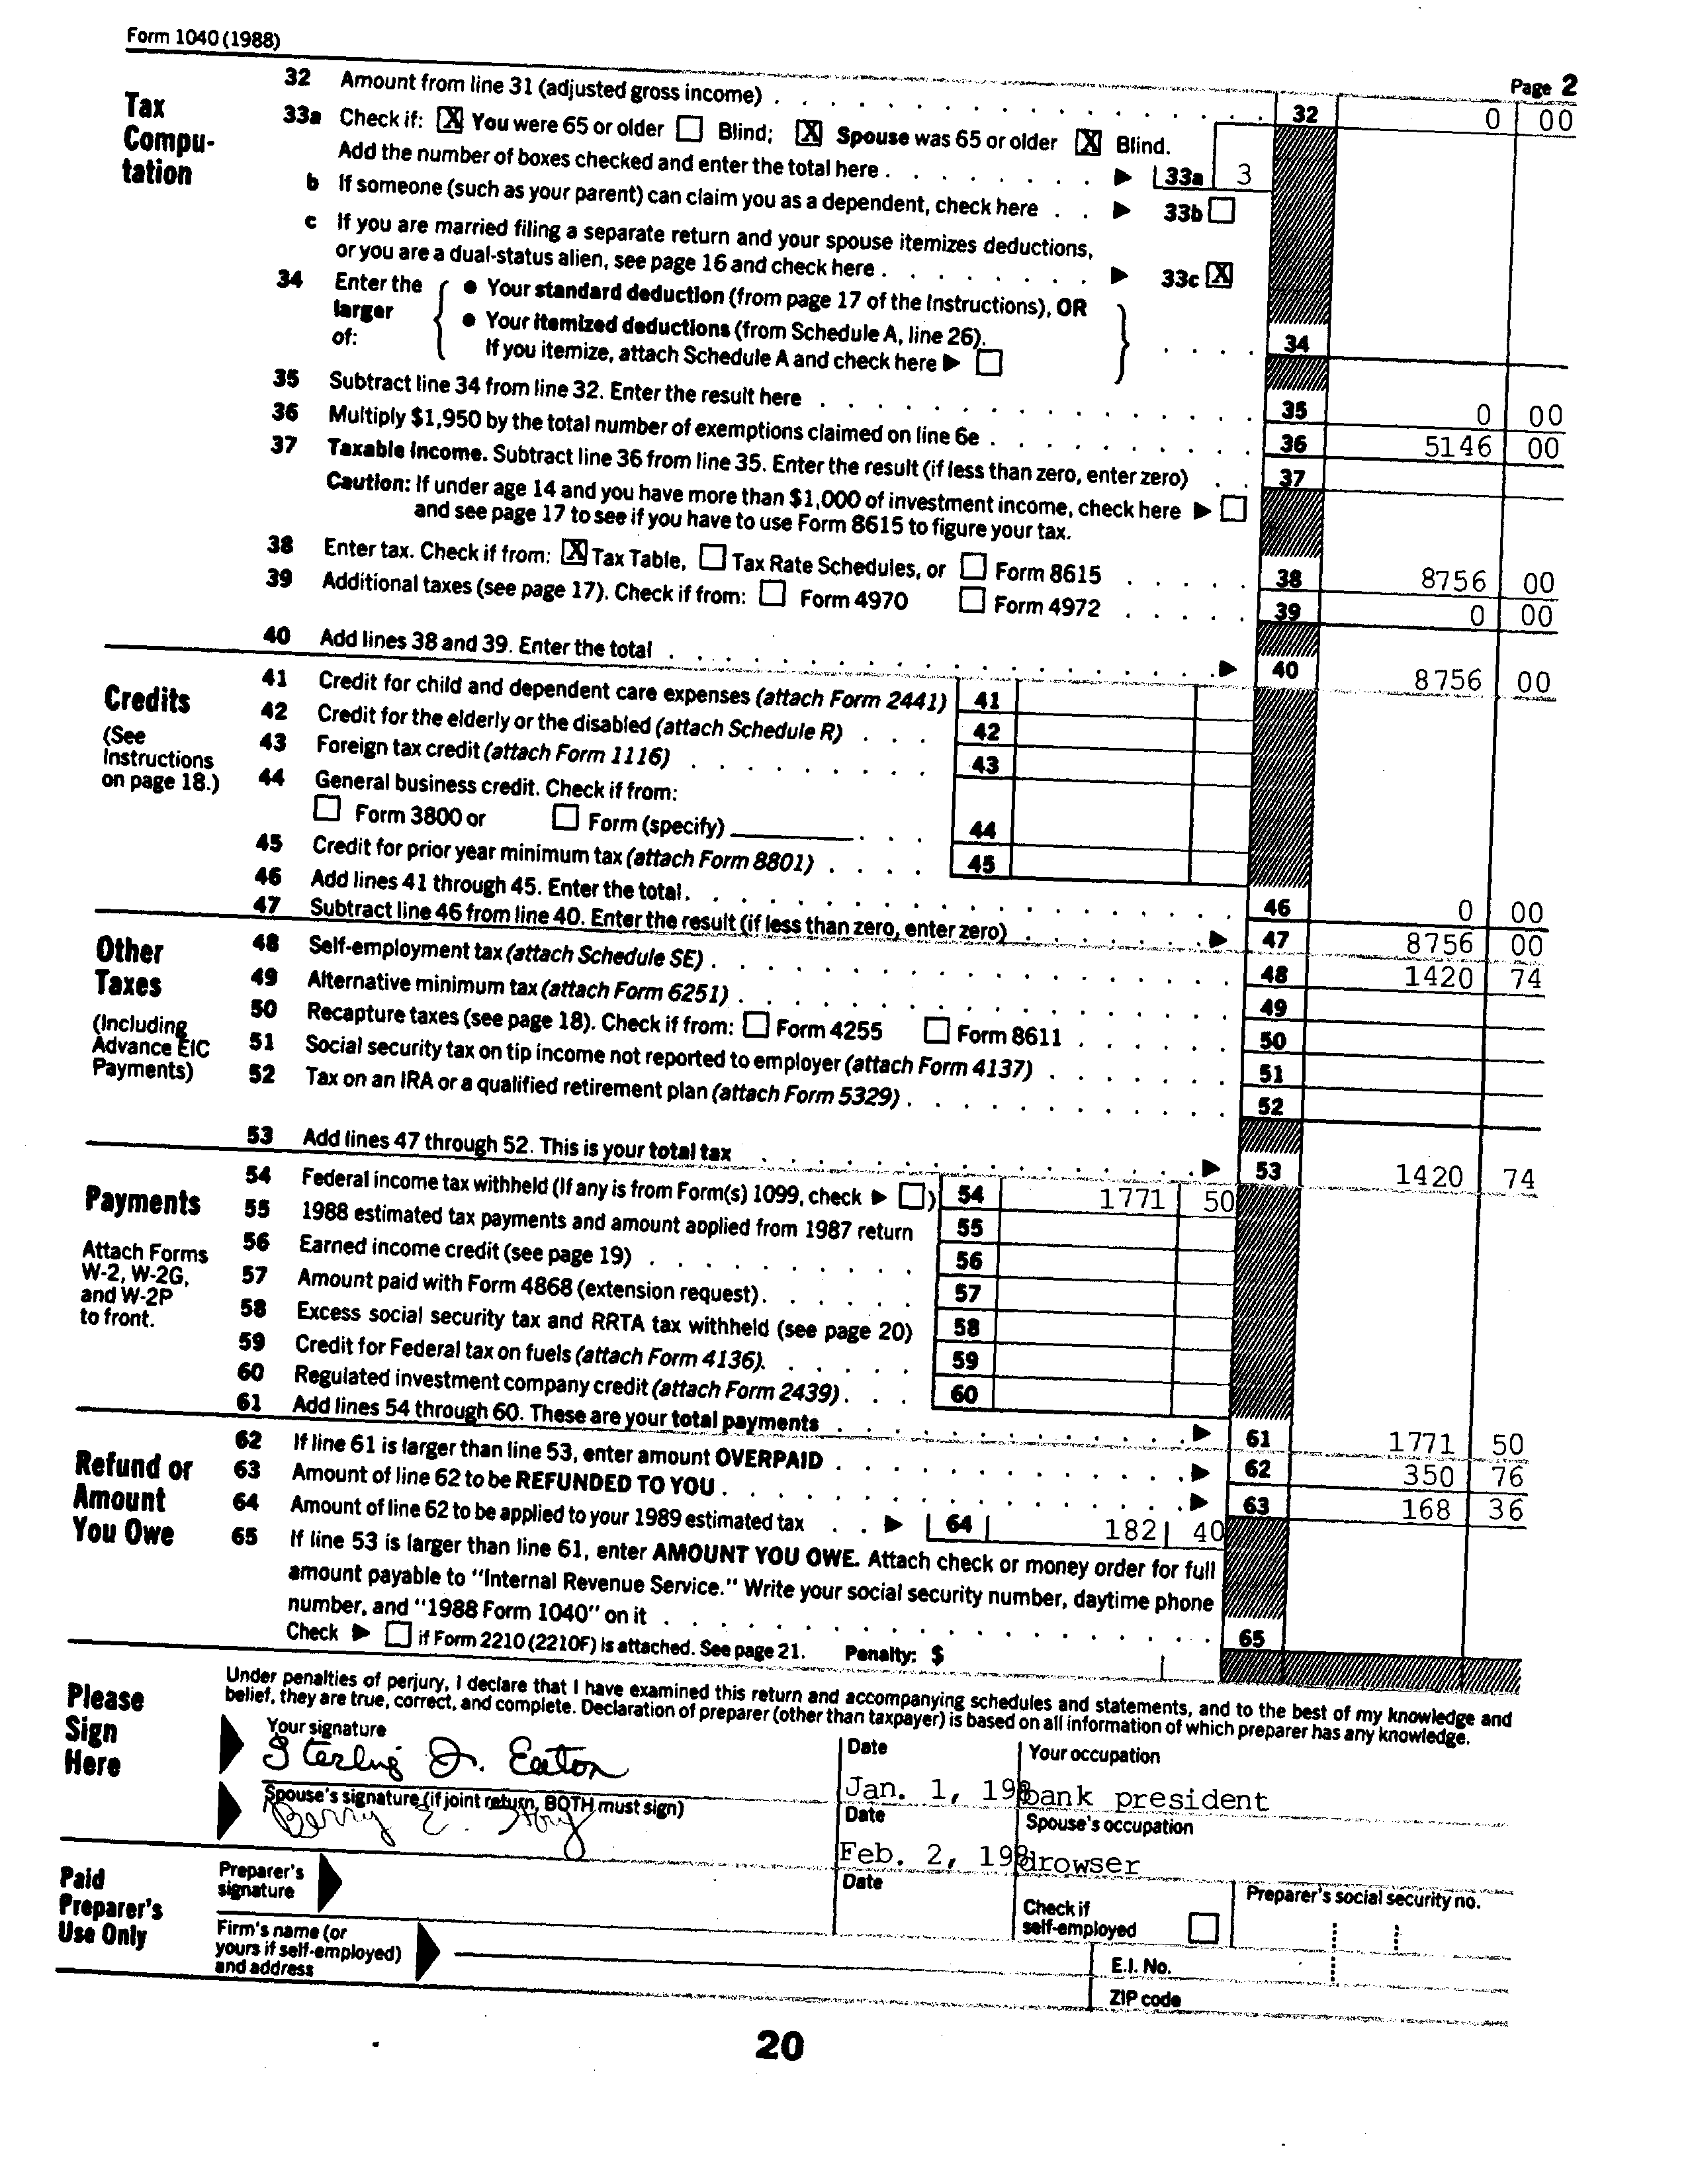 Form 1040 (1988)
Page 2
Tax Compu-tation
32 Amount from line 31 (adjusted gross income) . . . . . 32 0 00
33a Check if: [X] You were 65 or older [ ] Blind; [X] Spouse was 65 or older [X] Blind.
Add the number of boxes checked and enter the total here . . . . . ▶ 33a 3
b If someone (such as your parent) can claim you as a dependent, check here . . ▶ 33b [ ]
c If you are married filing a separate return and your spouse itemizes deductions,
or you are a dual-status alien, see page 16 and check here . . . . . ▶ 33c [X]
34 Enter the larger of: { ● Your standard deduction (from page 17 of the Instructions), OR
● Your itemized deductions (from Schedule A, line 26).
If you itemize, attach Schedule A and check here ▶ [ ] } . . . . 34
35 Subtract line 34 from line 32. Enter the result here . . . . . 35 0 00
36 Multiply $1,950 by the total number of exemptions claimed on line 6e . . . . . 36 5146 00
37 Taxable income. Subtract line 36 from line 35. Enter the result (if less than zero, enter zero) . . 37
Caution: If under age 14 and you have more than $1,000 of investment income, check here ▶ [ ]
and see page 17 to see if you have to use Form 8615 to figure your tax.
38 Enter tax. Check if from: [X] Tax Table, [ ] Tax Rate Schedules, or [ ] Form 8615 . . . . . 38 8756 00
39 Additional taxes (see page 17). Check if from: [ ] Form 4970 [ ] Form 4972 . . . . . 39 0 00
40 Add lines 38 and 39. Enter the total . . . . . ▶ 40 8756 00
Credits
(See Instructions on page 18.)
41 Credit for child and dependent care expenses (attach Form 2441) 41
42 Credit for the elderly or the disabled (attach Schedule R) . . . 42
43 Foreign tax credit (attach Form 1116) . . . . . 43
44 General business credit. Check if from:
[ ] Form 3800 or [ ] Form (specify) ________ . . . 44
45 Credit for prior year minimum tax (attach Form 8801) . . . . 45
46 Add lines 41 through 45. Enter the total . . . . . 46 0 00
47 Subtract line 46 from line 40. Enter the result (if less than zero, enter zero) . . . . . ▶ 47 8756 00
Other Taxes
(Including Advance EIC Payments)
48 Self-employment tax (attach Schedule SE) . . . . . 48 1420 74
49 Alternative minimum tax (attach Form 6251) . . . . . 49
50 Recapture taxes (see page 18). Check if from: [ ] Form 4255 [ ] Form 8611 . . . . . 50
51 Social security tax on tip income not reported to employer (attach Form 4137) . . . . . 51
52 Tax on an IRA or a qualified retirement plan (attach Form 5329) . . . . . 52
53 Add lines 47 through 52. This is your total tax . . . . . ▶ 53 1420 74
Payments
Attach Forms W-2, W-2G, and W-2P to front.
54 Federal income tax withheld (If any is from Form(s) 1099, check ▶ [ ]) 54 1771 50
55 1988 estimated tax payments and amount applied from 1987 return 55
56 Earned income credit (see page 19) . . . . . 56
57 Amount paid with Form 4868 (extension request) . . . . . 57
58 Excess social security tax and RRTA tax withheld (see page 20) 58
59 Credit for Federal tax on fuels (attach Form 4136) . . . . . 59
60 Regulated investment company credit (attach Form 2439) . . . 60
61 Add lines 54 through 60. These are your total payments . . . . . ▶ 61 1771 50
Refund or Amount You Owe
62 If line 61 is larger than line 53, enter amount OVERPAID . . . . . ▶ 62 350 76
63 Amount of line 62 to be REFUNDED TO YOU . . . . . ▶ 63 168 36
64 Amount of line 62 to be applied to your 1989 estimated tax . . ▶ 64 182 40
65 If line 53 is larger than line 61, enter AMOUNT YOU OWE. Attach check or money order for full
amount payable to "Internal Revenue Service." Write your social security number, daytime phone
number, and "1988 Form 1040" on it . . . . . 65
Check ▶ [ ] if Form 2210 (2210F) is attached. See page 21. Penalty: $
Please Sign Here
Under penalties of perjury, I declare that I have examined this return and accompanying schedules and statements, and to the best of my knowledge and
belief, they are true, correct, and complete. Declaration of preparer (other than taxpayer) is based on all information of which preparer has any knowledge.
Your signature Date Your occupation
Sterling J. Eaton Jan. 1, 198 bank president
Spouse's signature (if joint return, BOTH must sign) Date Spouse's occupation
Berry E. Feb. 2, 198 drowser
Paid Preparer's Use Only
Preparer's signature Date Check if self-employed [ ] Preparer's social security no.
Firm's name (or yours if self-employed) and address E.I. No.
ZIP code
20